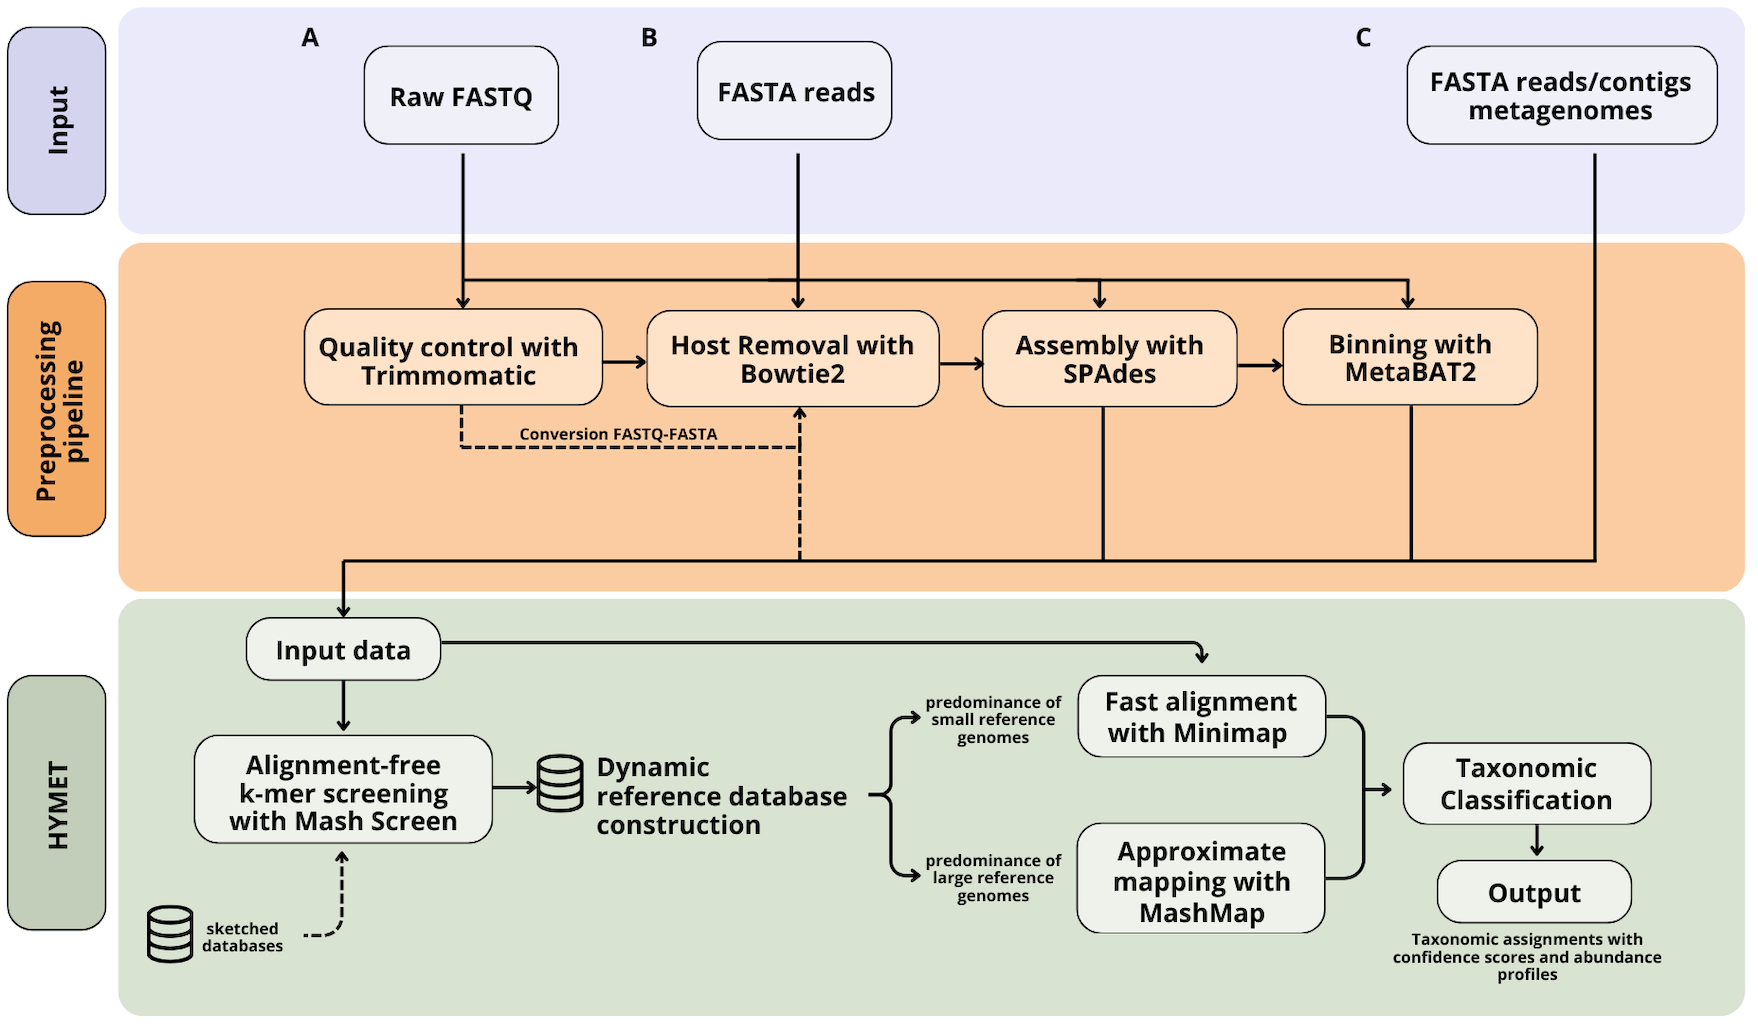 Input
A
Raw FASTQ
B
FASTA reads
C
FASTA reads/contigs
metagenomes
Preprocessing
pipeline
Quality control with
Trimmomatic
Host Removal with
Bowtie2
Assembly with
SPAdes
Binning with
MetaBAT2
Conversion FASTQ-FASTA
HYMET
Input data
Alignment-free
k-mer screening
with Mash Screen
sketched
databases
Dynamic
reference database
construction
predominance of
small reference
genomes
predominance of
large reference
genomes
Fast alignment
with Minimap
Approximate
mapping with
MashMap
Taxonomic
Classification
Output
Taxonomic assignments with
confidence scores and abundance
profiles